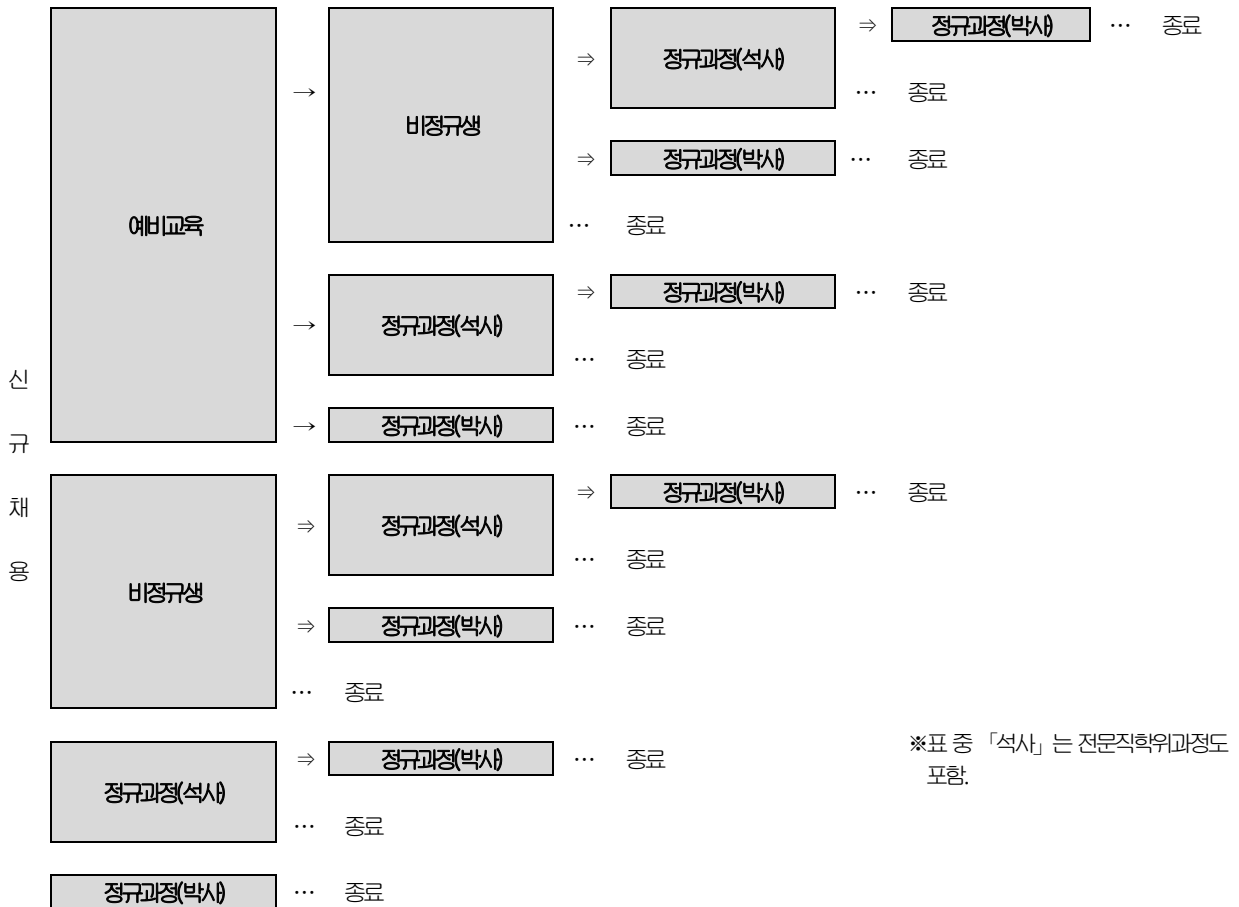 정규과정(석사) ⇒ 정규과정(박사) … 종료
⇒
→ … 종료
비정규생
⇒ 정규과정(박사) … 종료
예비교육 … 종료
⇒ 정규과정(박사) … 종료
→ 정규과정(석사)
… 종료
신
→ 정규과정(박사) … 종료
규
⇒ 정규과정(박사) … 종료
채
⇒ 정규과정(석사)
… 종료
용
비정규생
⇒ 정규과정(박사) … 종료
… 종료
⇒ 정규과정(박사) … 종료
정규과정(석사)
… 종료
정규과정(박사) … 종료
※표 중 「석사」는 전문직학위과정도
포함.